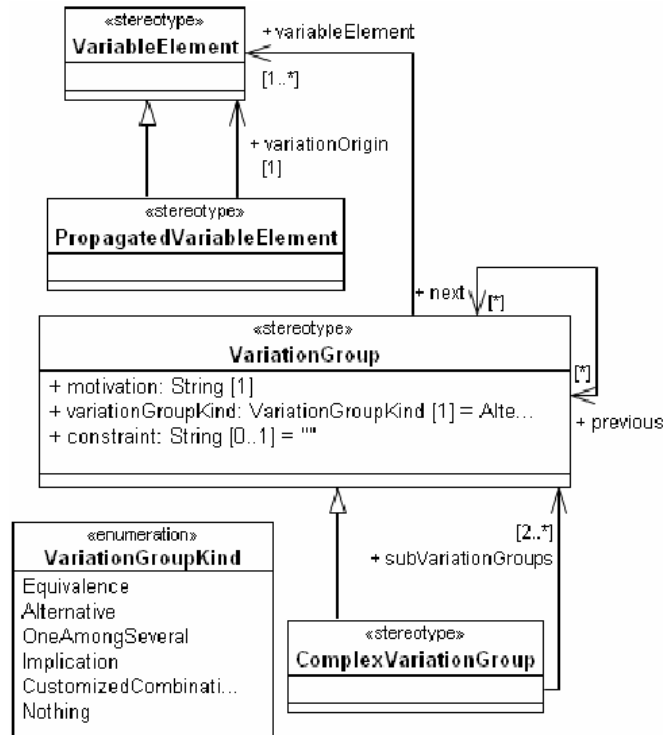 «stereotype»
VariableElement
+ variableElement
[1..*]
+ variationOrigin
[1]
«stereotype»
PropagatedVariableElement
+ next
[*]
«stereotype»
VariationGroup
+ motivation: String [1]
+ variationGroupKind: VariationGroupKind [1] = Alte...
+ constraint: String [0..1] = ""
[*]
+ previous
[2..*]
+ subVariationGroups
«enumeration»
VariationGroupKind
Equivalence
Alternative
OneAmongSeveral
Implication
CustomizedCombinati...
Nothing
«stereotype»
ComplexVariationGroup